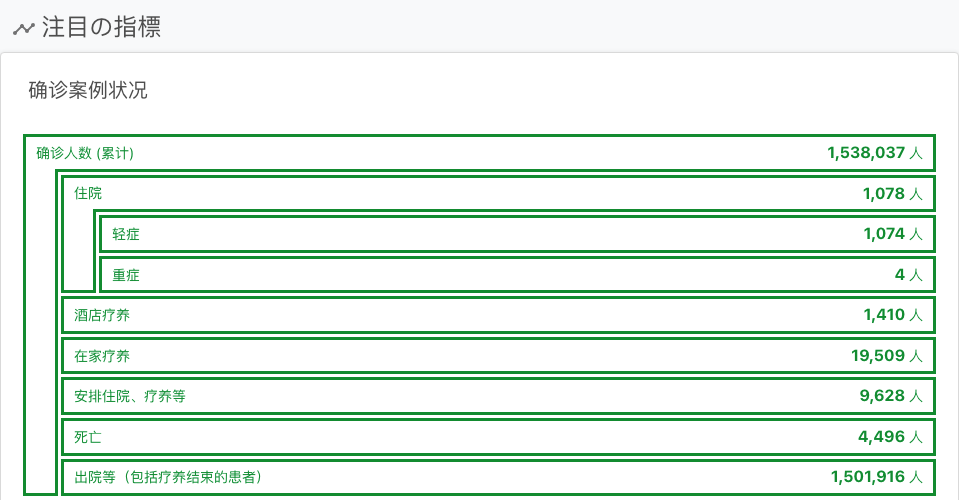 注目の指標
确诊案例状况
确诊人数 (累计) 1,538,037 人
住院 1,078 人
轻症 1,074 人
重症 4 人
酒店疗养 1,410 人
在家疗养 19,509 人
安排住院、疗养等 9,628 人
死亡 4,496 人
出院等（包括疗养结束的患者） 1,501,916 人